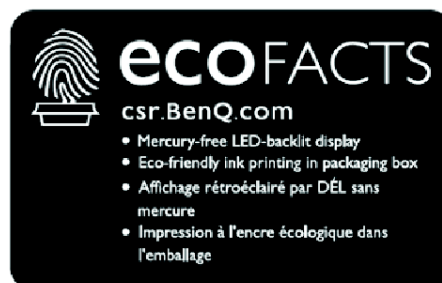 ecoFACTS
csr.BenQ.com
• Mercury-free LED-backlit display
• Eco-friendly ink printing in packaging box
• Affichage rétroéclairé par DÉL sans
mercure
• Impression à l'encre écologique dans
l'emballage